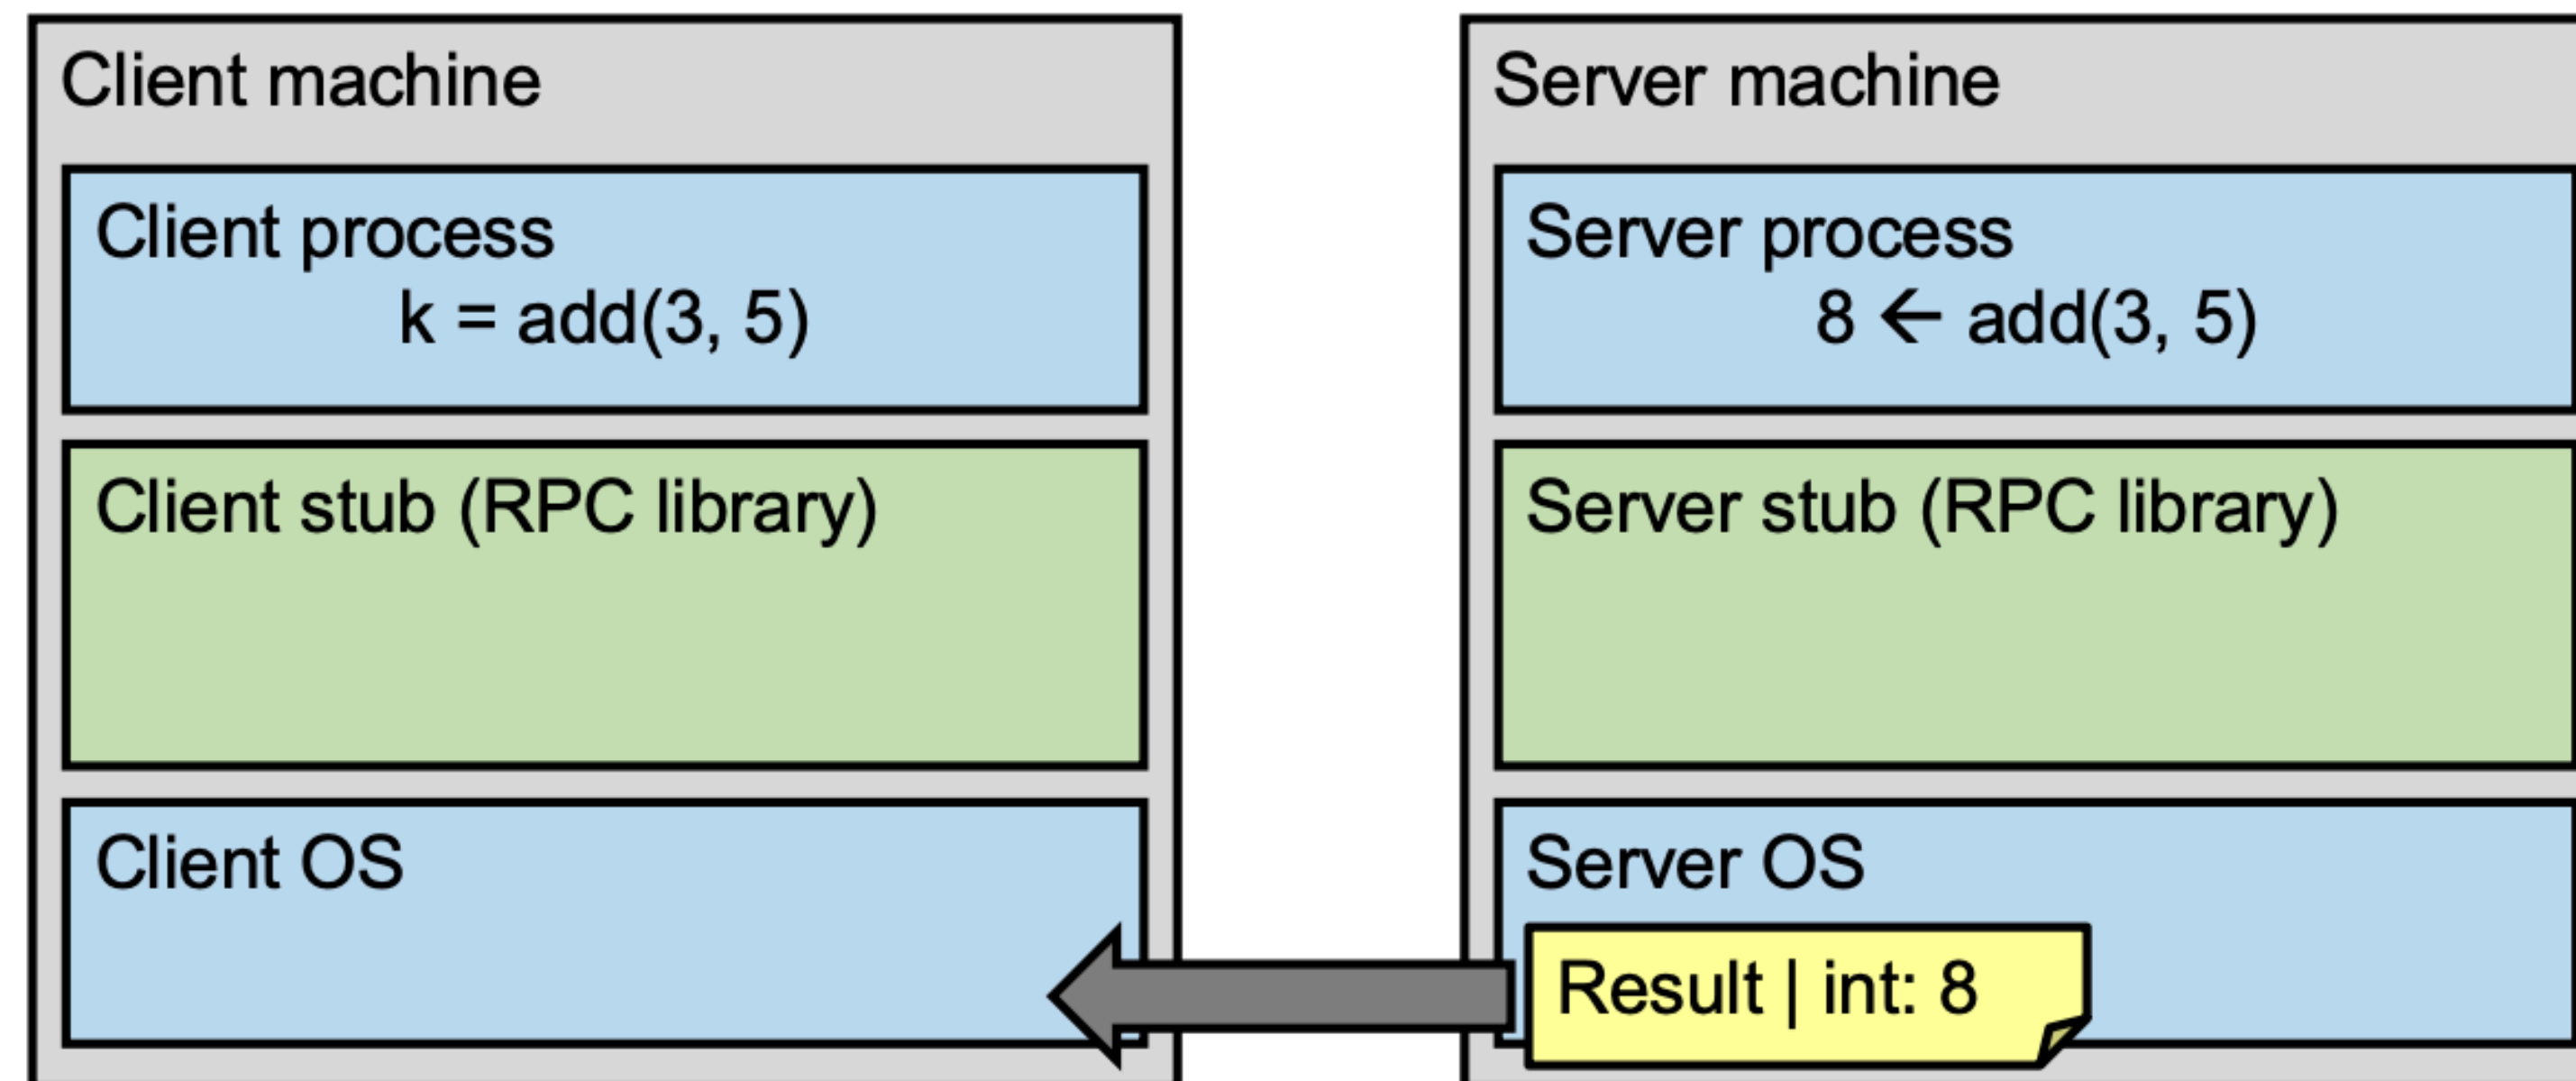 Client machine
Client process
k = add(3, 5)
Client stub (RPC library)
Client OS
Server machine
Server process
8 ← add(3, 5)
Server stub (RPC library)
Server OS
Result | int: 8